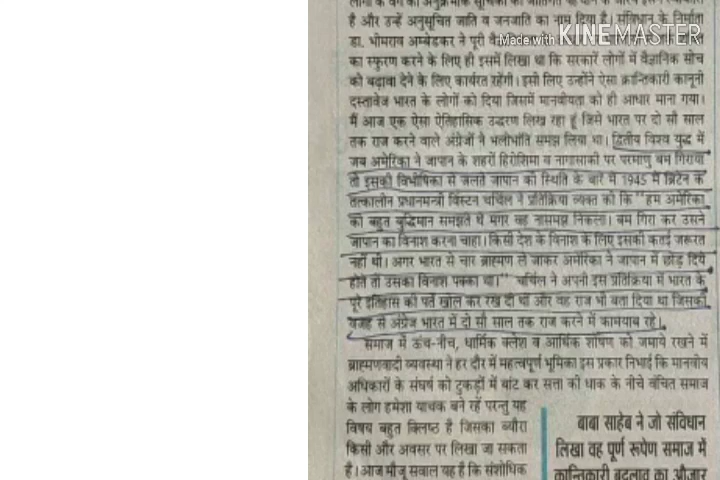 है और उन्हें अनुसूचित जाति व जनजाति का नाम दिया है। संविधान के निर्माता
डा. भीमराव अम्बेडकर ने पूरी
Made with KINEMASTER
का स्फुरण करने के लिए ही इसमें लिखा था कि सरकारें लोगों में वैज्ञानिक सोच
को बढ़ावा देने के लिए कार्यरत रहेंगी। इसी लिए उन्होंने ऐसा क्रान्तिकारी कानूनी
दस्तावेज भारत के लोगों को दिया जिसमें मानवीयता को ही आधार माना गया।
मैं आज एक ऐसा ऐतिहासिक उद्धरण लिख रहा हूं जिसे भारत पर दो सौ साल
तक राज करने वाले अंग्रेजों ने भलीभांति समझ लिया था। द्वितीय विश्व युद्ध में
जब अमेरिका ने जापान के शहरों हिरोशिमा व नागासाकी पर परमाणु बम गिराया
तो इसकी विभीषिका से जलते जापान की स्थिति के बारे में 1945 में ब्रिटेन के
तत्कालीन प्रधानमन्त्री विंस्टन चर्चिल ने प्रतिक्रिया व्यक्त की कि "हम अमेरिका
को बहुत बुद्धिमान समझते थे मगर वह नासमझ निकला। बम गिरा कर उसने
जापान का विनाश करना चाहा। किसी देश के विनाश के लिए इसकी कतई जरूरत
नहीं थी। अगर भारत से चार ब्राह्मण ले जाकर अमेरिका ने जापान में छोड़ दिये
होते तो उसका विनाश पक्का था।" चर्चिल ने अपनी इस प्रतिक्रिया में भारत के
पूरे इतिहास की पर्तें खोल कर रख दी थीं और वह राज भी बता दिया था जिसकी
वजह से अंग्रेज भारत में दो सौ साल तक राज करने में कामयाब रहे।
समाज में ऊंच-नीच, धार्मिक क्लेश व आर्थिक शोषण को जमाये रखने में
ब्राह्मणवादी व्यवस्था ने हर दौर में महत्वपूर्ण भूमिका इस प्रकार निभाई कि मानवीय
अधिकारों के संघर्ष को टुकड़ों में बांट कर सत्ता की धाक के नीचे वंचित समाज
के लोग हमेशा याचक बने रहें परन्तु यह
विषय बहुत क्लिष्ठ है जिसका ब्यौरा
किसी और अवसर पर लिखा जा सकता
है। आज मौजू सवाल यह है कि संशोधिक
बाबा साहेब ने जो संविधान
लिखा वह पूर्ण रूपेण समाज में
क्रान्तिकारी बदलाव का औजार